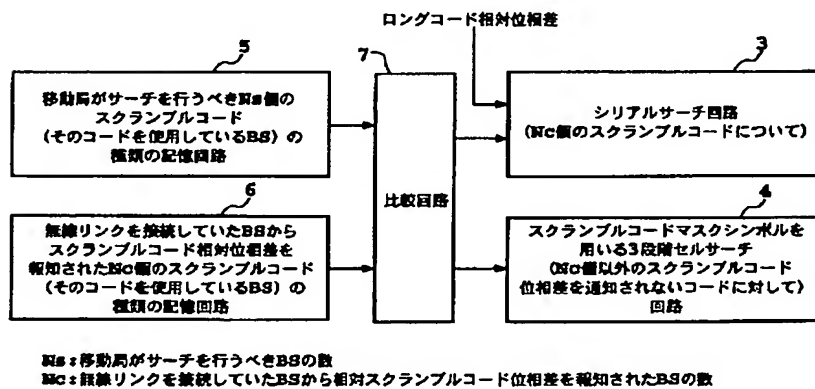 ロングコード相対位相差
5
7
3
移動局がサーチを行うべきNs個の
スクランブルコード
(そのコードを使用しているBS)の
種類の記憶回路
比較回路
シリアルサーチ回路
(Nc個のスクランブルコードについて)
6
4
無線リンクを接続していたBSから
スクランブルコード相対位相差を
報知されたNc個のスクランブルコード
(そのコードを使用しているBS)の
種類の記憶回路
スクランブルコードマスクシンボルを
用いる3段階セルサーチ
(Nc個以外のスクランブルコード
位相差を通知されないコードに対して)
回路
Ns:移動局がサーチを行うべきBSの数
Nc:無線リンクを接続していたBSから相対スクランブルコード位相差を報知されたBSの数